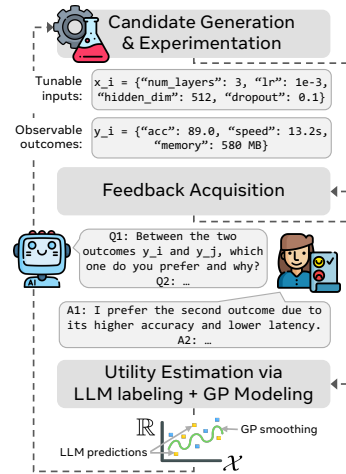 Candidate Generation
& Experimentation
Tunable
inputs:
x_i = {“num_layers”: 3, “lr”: 1e-3,
“hidden_dim”: 512, “dropout”: 0.1}
Observable
outcomes:
y_i = {“acc”: 89.0, “speed”: 13.2s,
“memory”: 580 MB}
Feedback Acquisition
AI
Q1: Between the two
outcomes y_i and y_j, which
one do you prefer and why?
Q2: …
A1: I prefer the second outcome due to
its higher accuracy and lower latency.
A2: …
Utility Estimation via
LLM labeling + GP Modeling
ℝ
GP smoothing
LLM predictions
𝒳